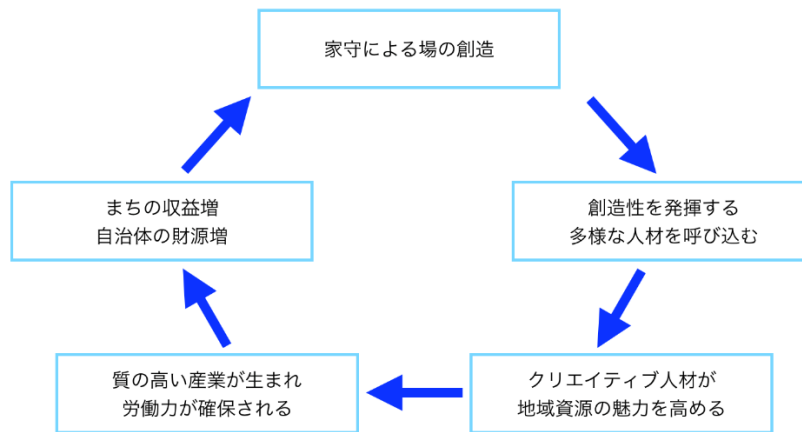 家守による場の創造
創造性を発揮する
多様な人材を呼び込む
クリエイティブ人材が
地域資源の魅力を高める
質の高い産業が生まれ
労働力が確保される
まちの収益増
自治体の財源増